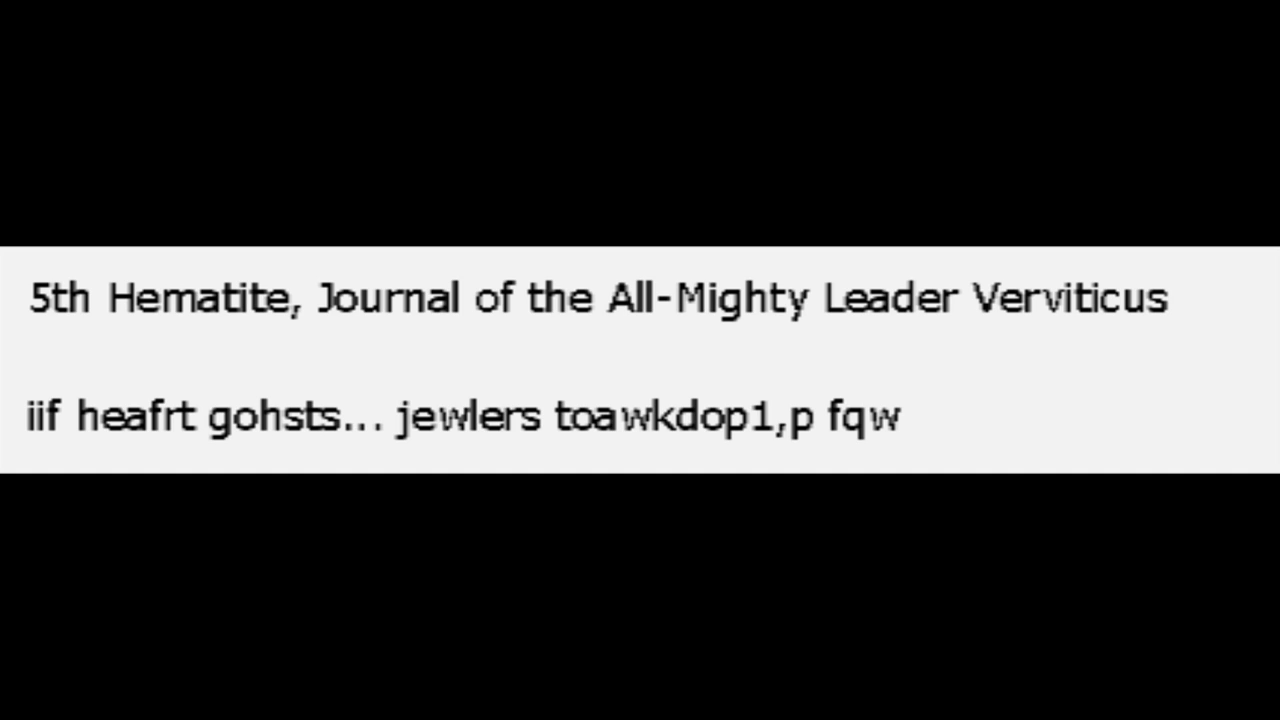 5th Hematite, Journal of the All-Mighty Leader Verviticus
iif heafrt gohsts... jewlers toawkdop1,p fqw